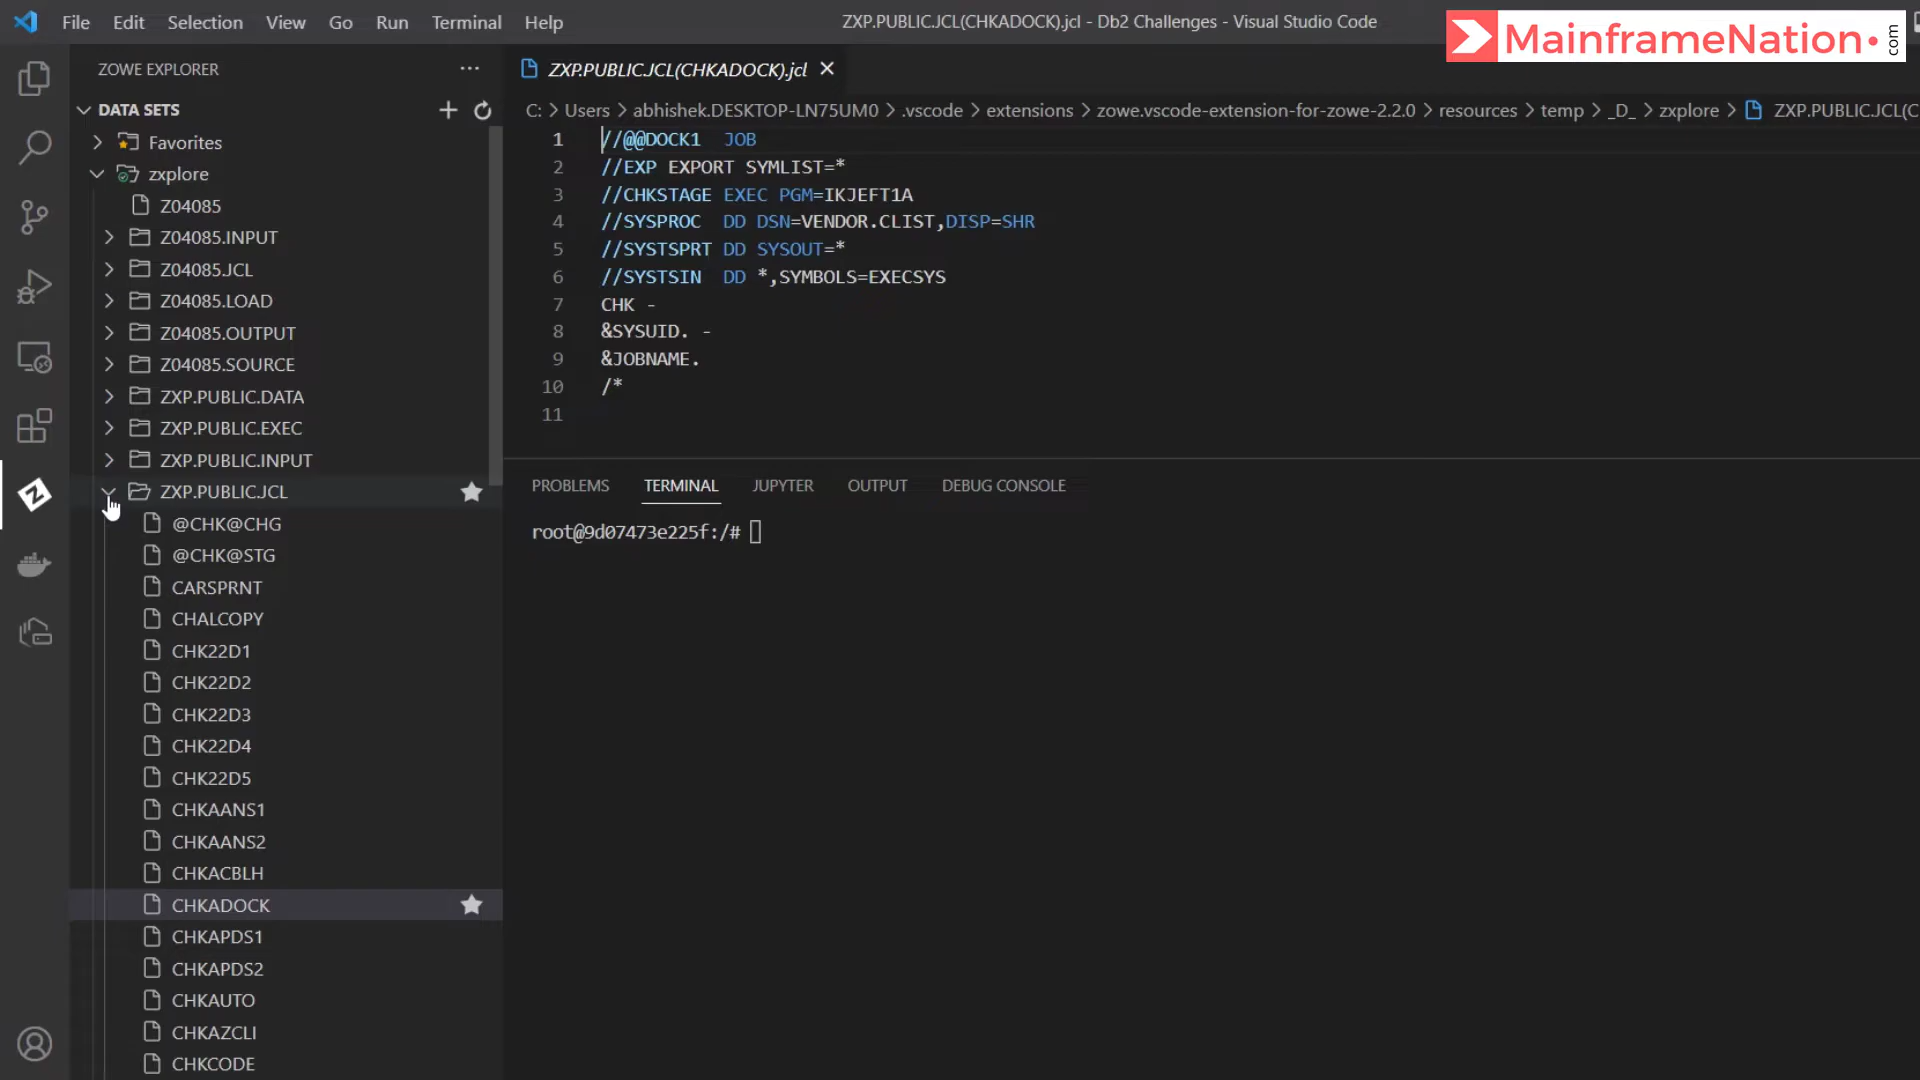 File Edit Selection View Go Run Terminal Help
ZXP.PUBLIC.JCL(CHKADOCK).jcl - Db2 Challenges - Visual Studio Code
MainframeNation.com
ZOWE EXPLORER
DATA SETS
Favorites
zxplore
Z04085
Z04085.INPUT
Z04085.JCL
Z04085.LOAD
Z04085.OUTPUT
Z04085.SOURCE
ZXP.PUBLIC.DATA
ZXP.PUBLIC.EXEC
ZXP.PUBLIC.INPUT
ZXP.PUBLIC.JCL
@CHK@CHG
@CHK@STG
CARSPRNT
CHALCOPY
CHK22D1
CHK22D2
CHK22D3
CHK22D4
CHK22D5
CHKAANS1
CHKAANS2
CHKACBLH
CHKADOCK
CHKAPDS1
CHKAPDS2
CHKAUTO
CHKAZCLI
CHKCODE
ZXP.PUBLIC.JCL(CHKADOCK).jcl
C: > Users > abhishek.DESKTOP-LN75UM0 > .vscode > extensions > zowe.vscode-extension-for-zowe-2.2.0 > resources > temp > _D_ > zxplore > ZXP.PUBLIC.JCL(C
1 //@@DOCK1  JOB
2 //EXP EXPORT SYMLIST=*
3 //CHKSTAGE EXEC PGM=IKJEFT1A
4 //SYSPROC  DD DSN=VENDOR.CLIST,DISP=SHR
5 //SYSTSPRT DD SYSOUT=*
6 //SYSTSIN  DD *,SYMBOLS=EXECSYS
7 CHK -
8 &SYSUID. -
9 &JOBNAME.
10 /*
11
PROBLEMS TERMINAL JUPYTER OUTPUT DEBUG CONSOLE
root@9d07473e225f:/#